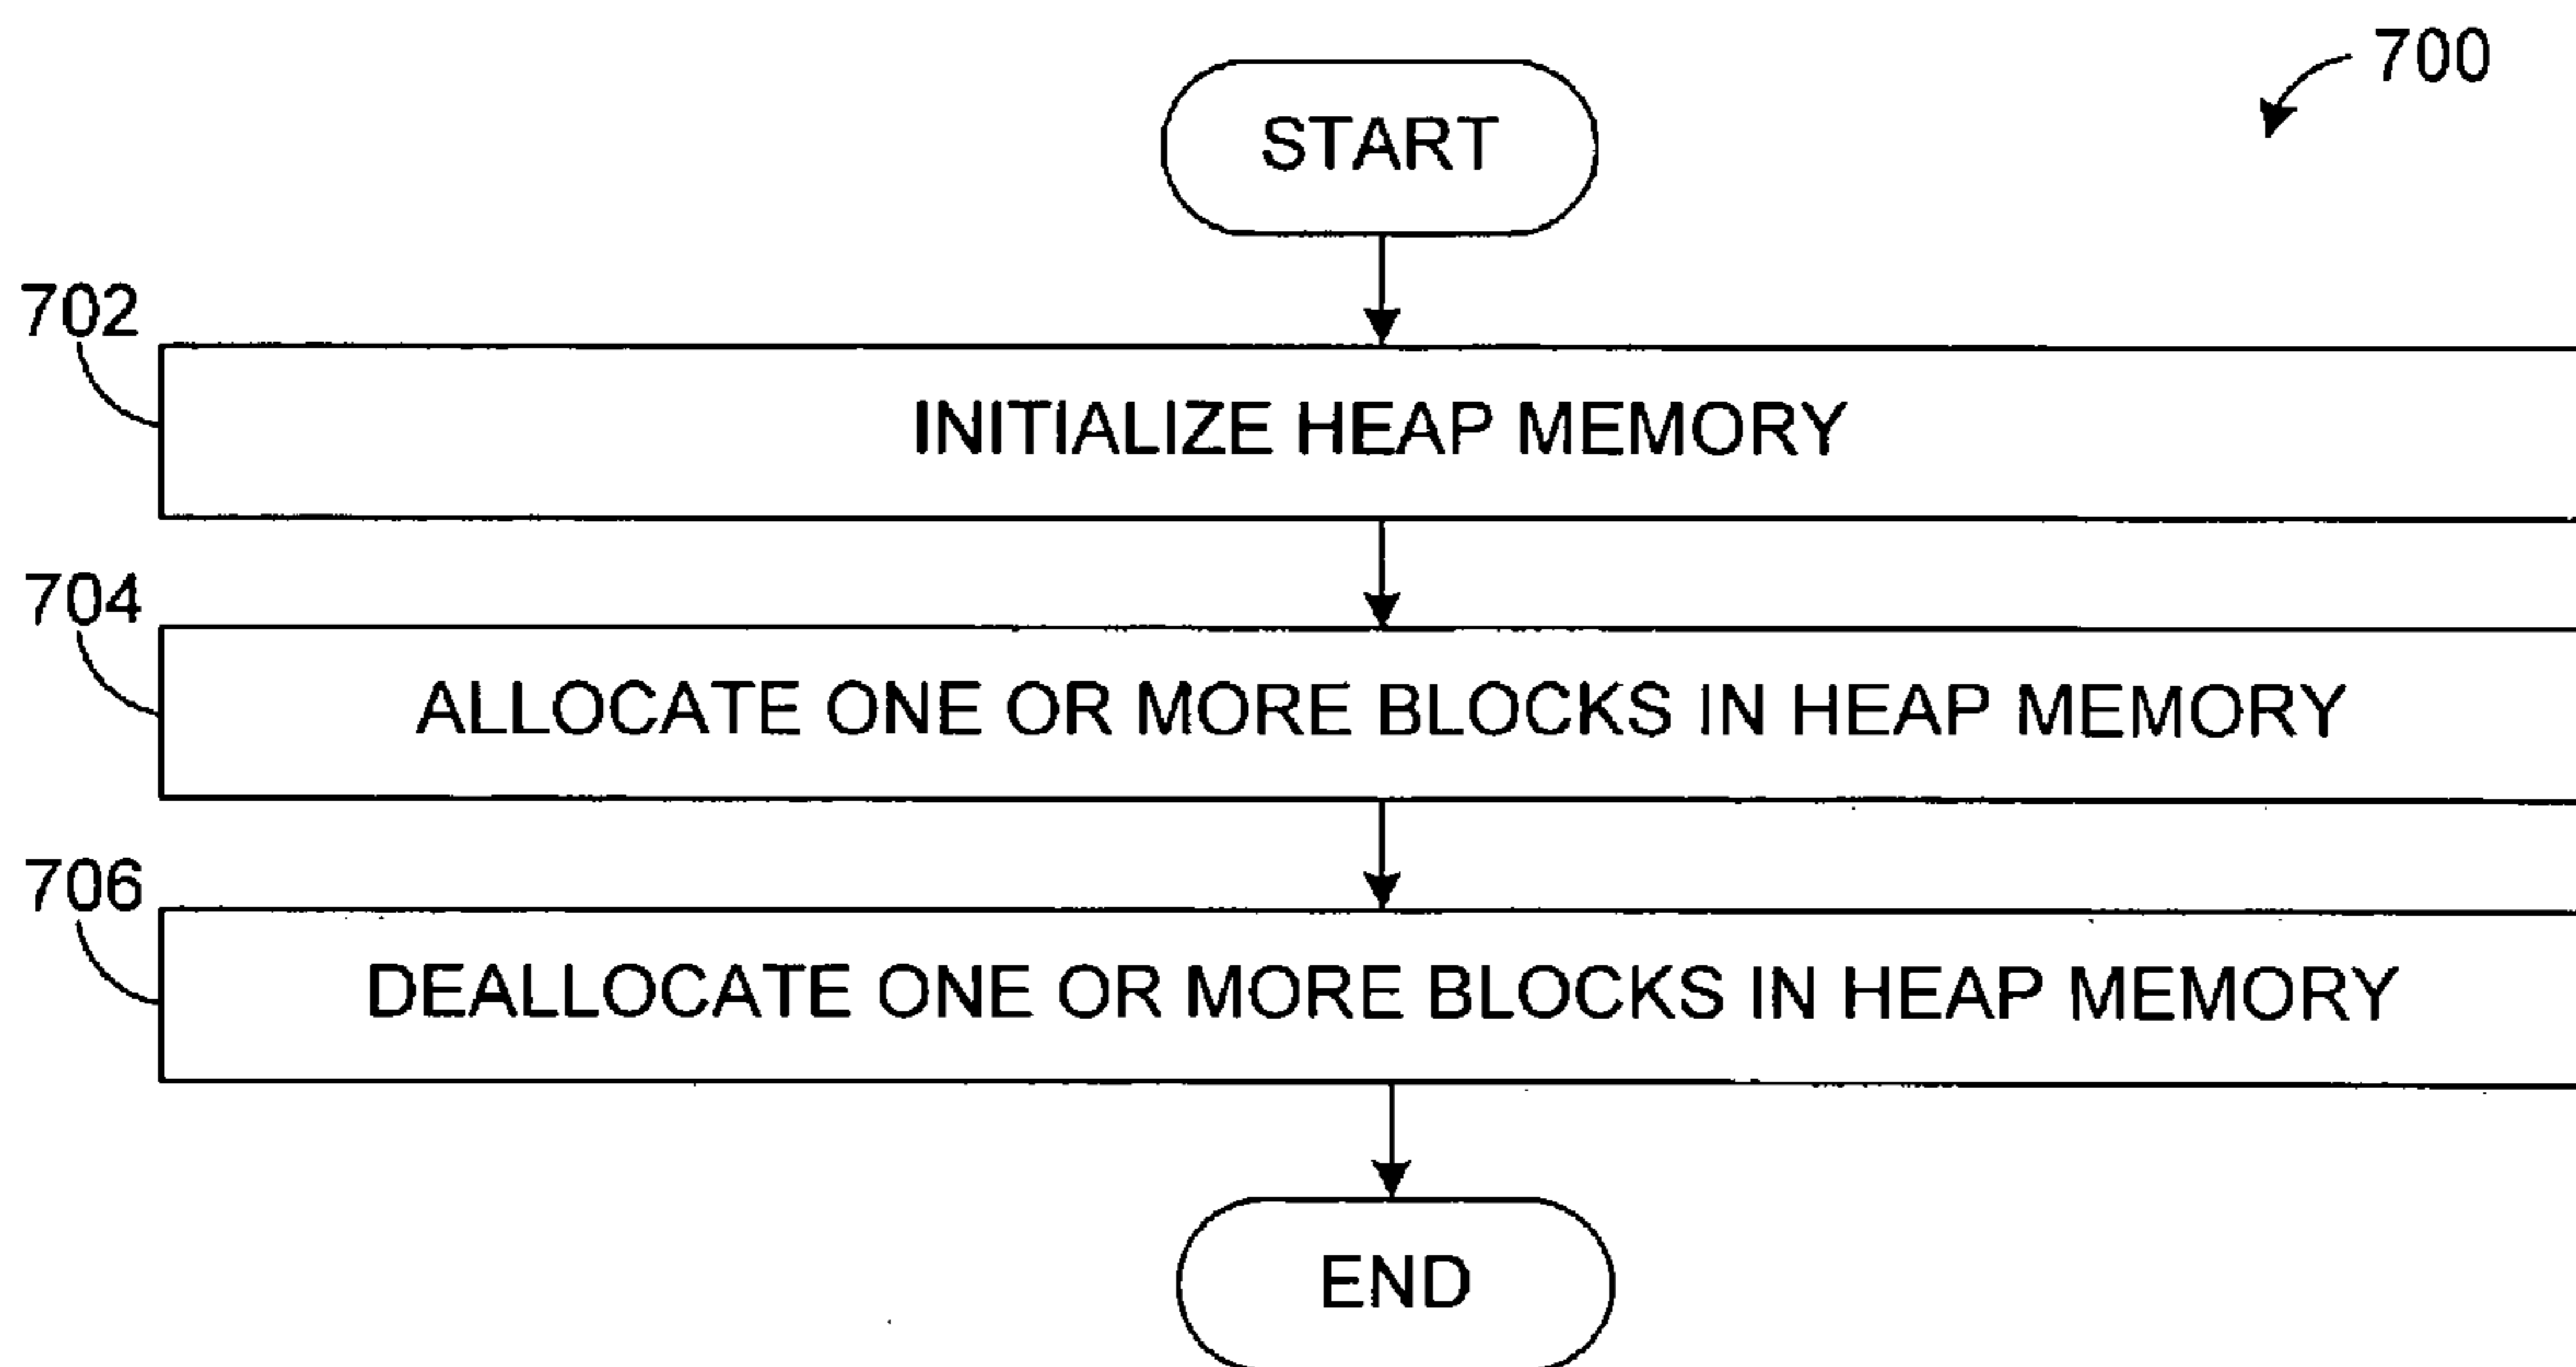 700
START
702
INITIALIZE HEAP MEMORY
704
ALLOCATE ONE OR MORE BLOCKS IN HEAP MEMORY
706
DEALLOCATE ONE OR MORE BLOCKS IN HEAP MEMORY
END